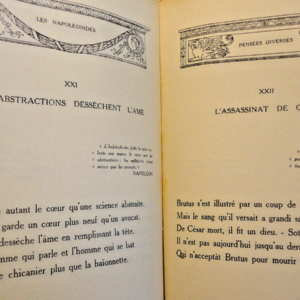 LES NAPOLÉONIDES
XXI
ABSTRACTIONS DESSÈCHENT L'AME
NAPOLÉON
autant le cœur qu'une science abstraite.
garde un cœur plus neuf qu'un avocat.
dessèche l'âme en remplissant la tête,
mme qui parle et l'homme qui se bat
chicanier plus que la baïonnette.
PENSÉES DIVERSES
XXII
L'ASSASSINAT DE C
Brutus s'est illustré par un coup de
Mais le sang qu'il versait a grandi sa
De César mort, il fit un dieu. - Sot
Il n'est pas aujourd'hui jusqu'au der
Qui n'acceptât Brutus pour mourir